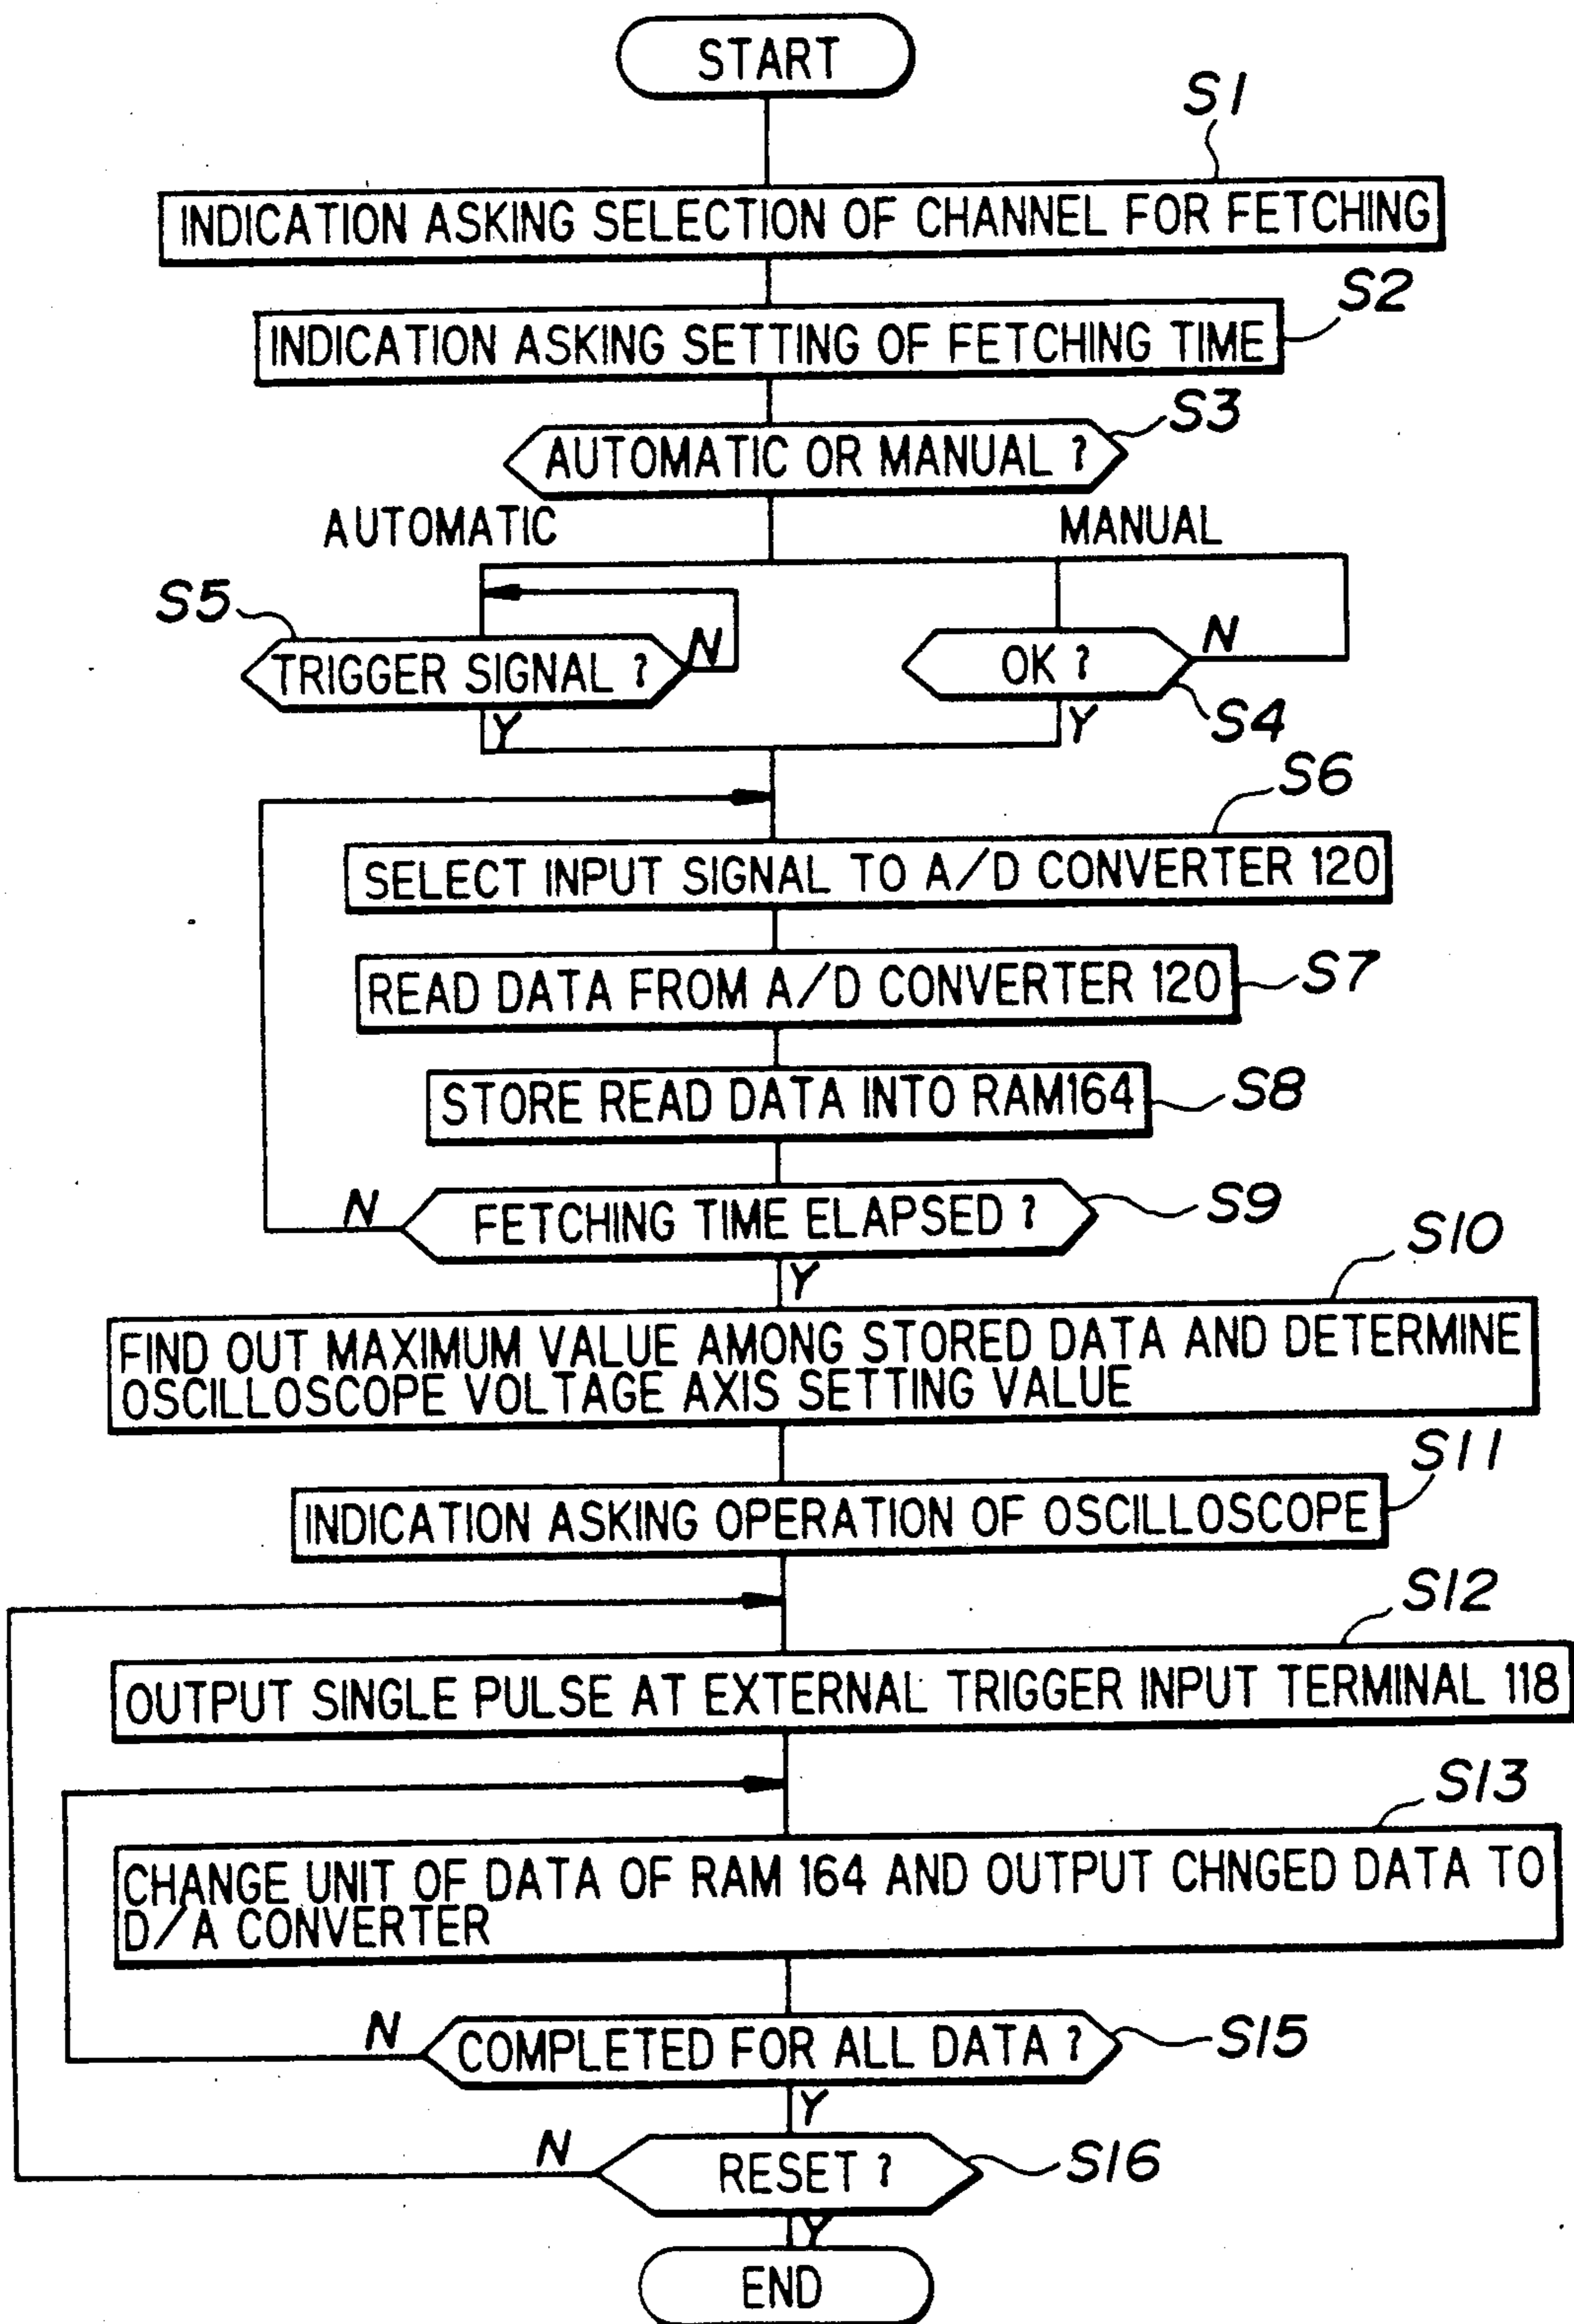 START
S1
INDICATION ASKING SELECTION OF CHANNEL FOR FETCHING
S2
INDICATION ASKING SETTING OF FETCHING TIME
S3
AUTOMATIC OR MANUAL ?
AUTOMATIC
MANUAL
S5
TRIGGER SIGNAL ?
N
OK ?
N
S4
Y
Y
S6
SELECT INPUT SIGNAL TO A/D CONVERTER 120
READ DATA FROM A/D CONVERTER 120
S7
STORE READ DATA INTO RAM164
S8
N
FETCHING TIME ELAPSED ?
S9
Y
S10
FIND OUT MAXIMUM VALUE AMONG STORED DATA AND DETERMINE
OSCILLOSCOPE VOLTAGE AXIS SETTING VALUE
S11
INDICATION ASKING OPERATION OF OSCILLOSCOPE
S12
OUTPUT SINGLE PULSE AT EXTERNAL TRIGGER INPUT TERMINAL 118
S13
CHANGE UNIT OF DATA OF RAM 164 AND OUTPUT CHNGED DATA TO
D/A CONVERTER
N
COMPLETED FOR ALL DATA ?
S15
Y
N
RESET ?
S16
Y
END